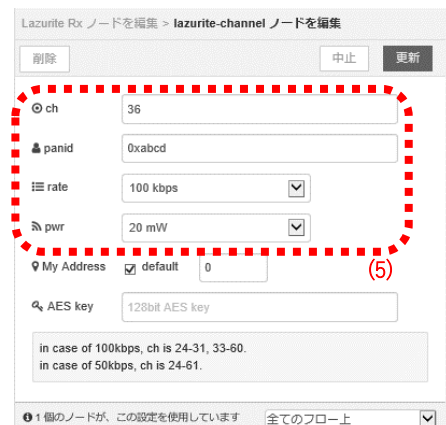 Lazurite Rx ノードを編集 > lazurite-channel ノードを編集
削除 中止 更新
ch 36
panid 0xabcd
rate 100 kbps
pwr 20 mW
My Address default 0
(5)
AES key 128bit AES key
in case of 100kbps, ch is 24-31, 33-60.
in case of 50kbps, ch is 24-61.
1 個のノードが、この設定を使用しています 全てのフロー上